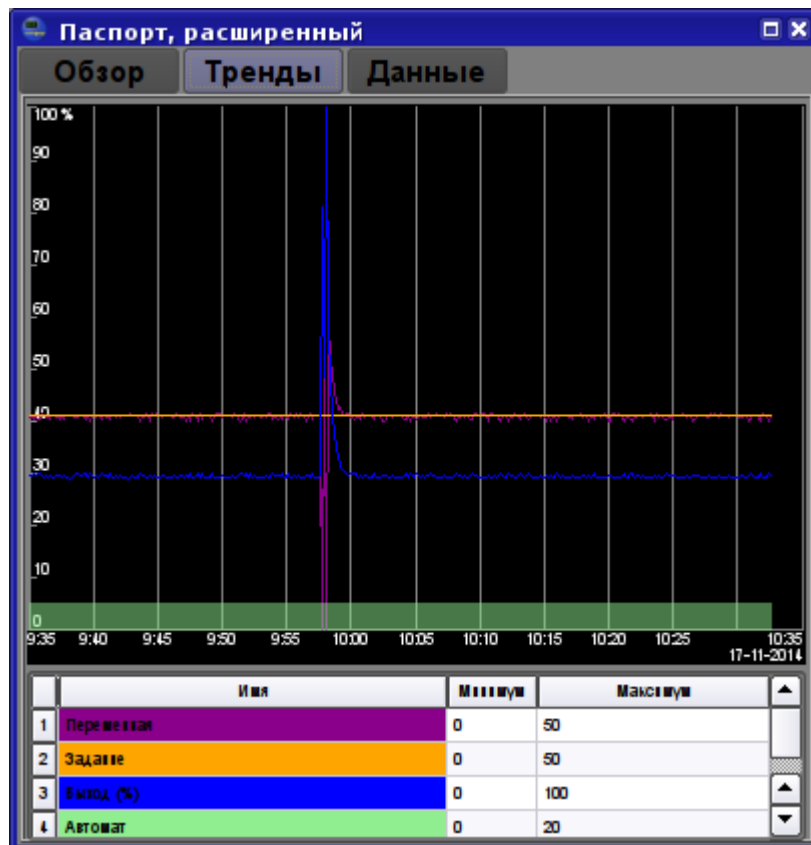 Паспорт, расширенный
Обзор Тренды Данные
100 %
90
80
70
60
50
40
30
20
10
0
9:35 9:40 9:45 9:50 9:55 10:00 10:05 10:10 10:15 10:20 10:25 10:35
17-11-2014
Имя Минимум Максимум
1 Переменная 0 50
2 Задание 0 50
3 Выход (%) 0 100
4 Автомат 0 20